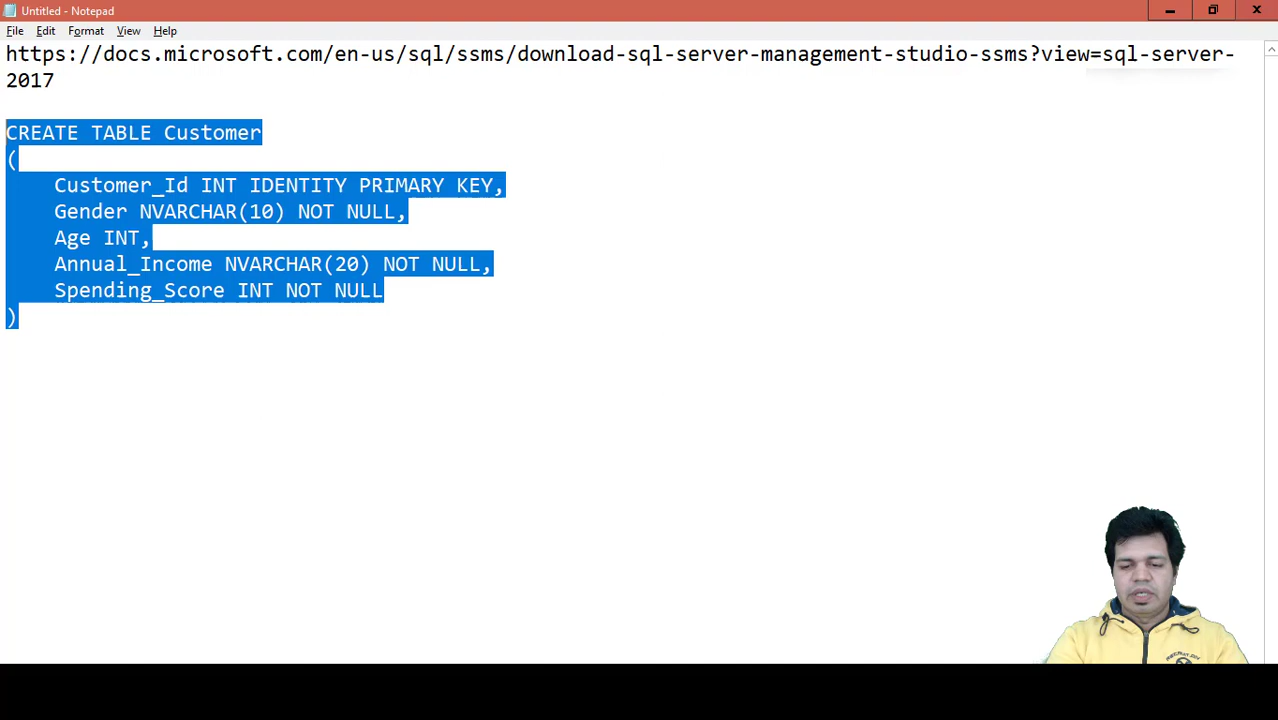 Untitled - Notepad
File Edit Format View Help
https://docs.microsoft.com/en-us/sql/ssms/download-sql-server-management-studio-ssms?view=sql-server-
2017
CREATE TABLE Customer
(
Customer_Id INT IDENTITY PRIMARY KEY,
Gender NVARCHAR(10) NOT NULL,
Age INT,
Annual_Income NVARCHAR(20) NOT NULL,
Spending_Score INT NOT NULL
)